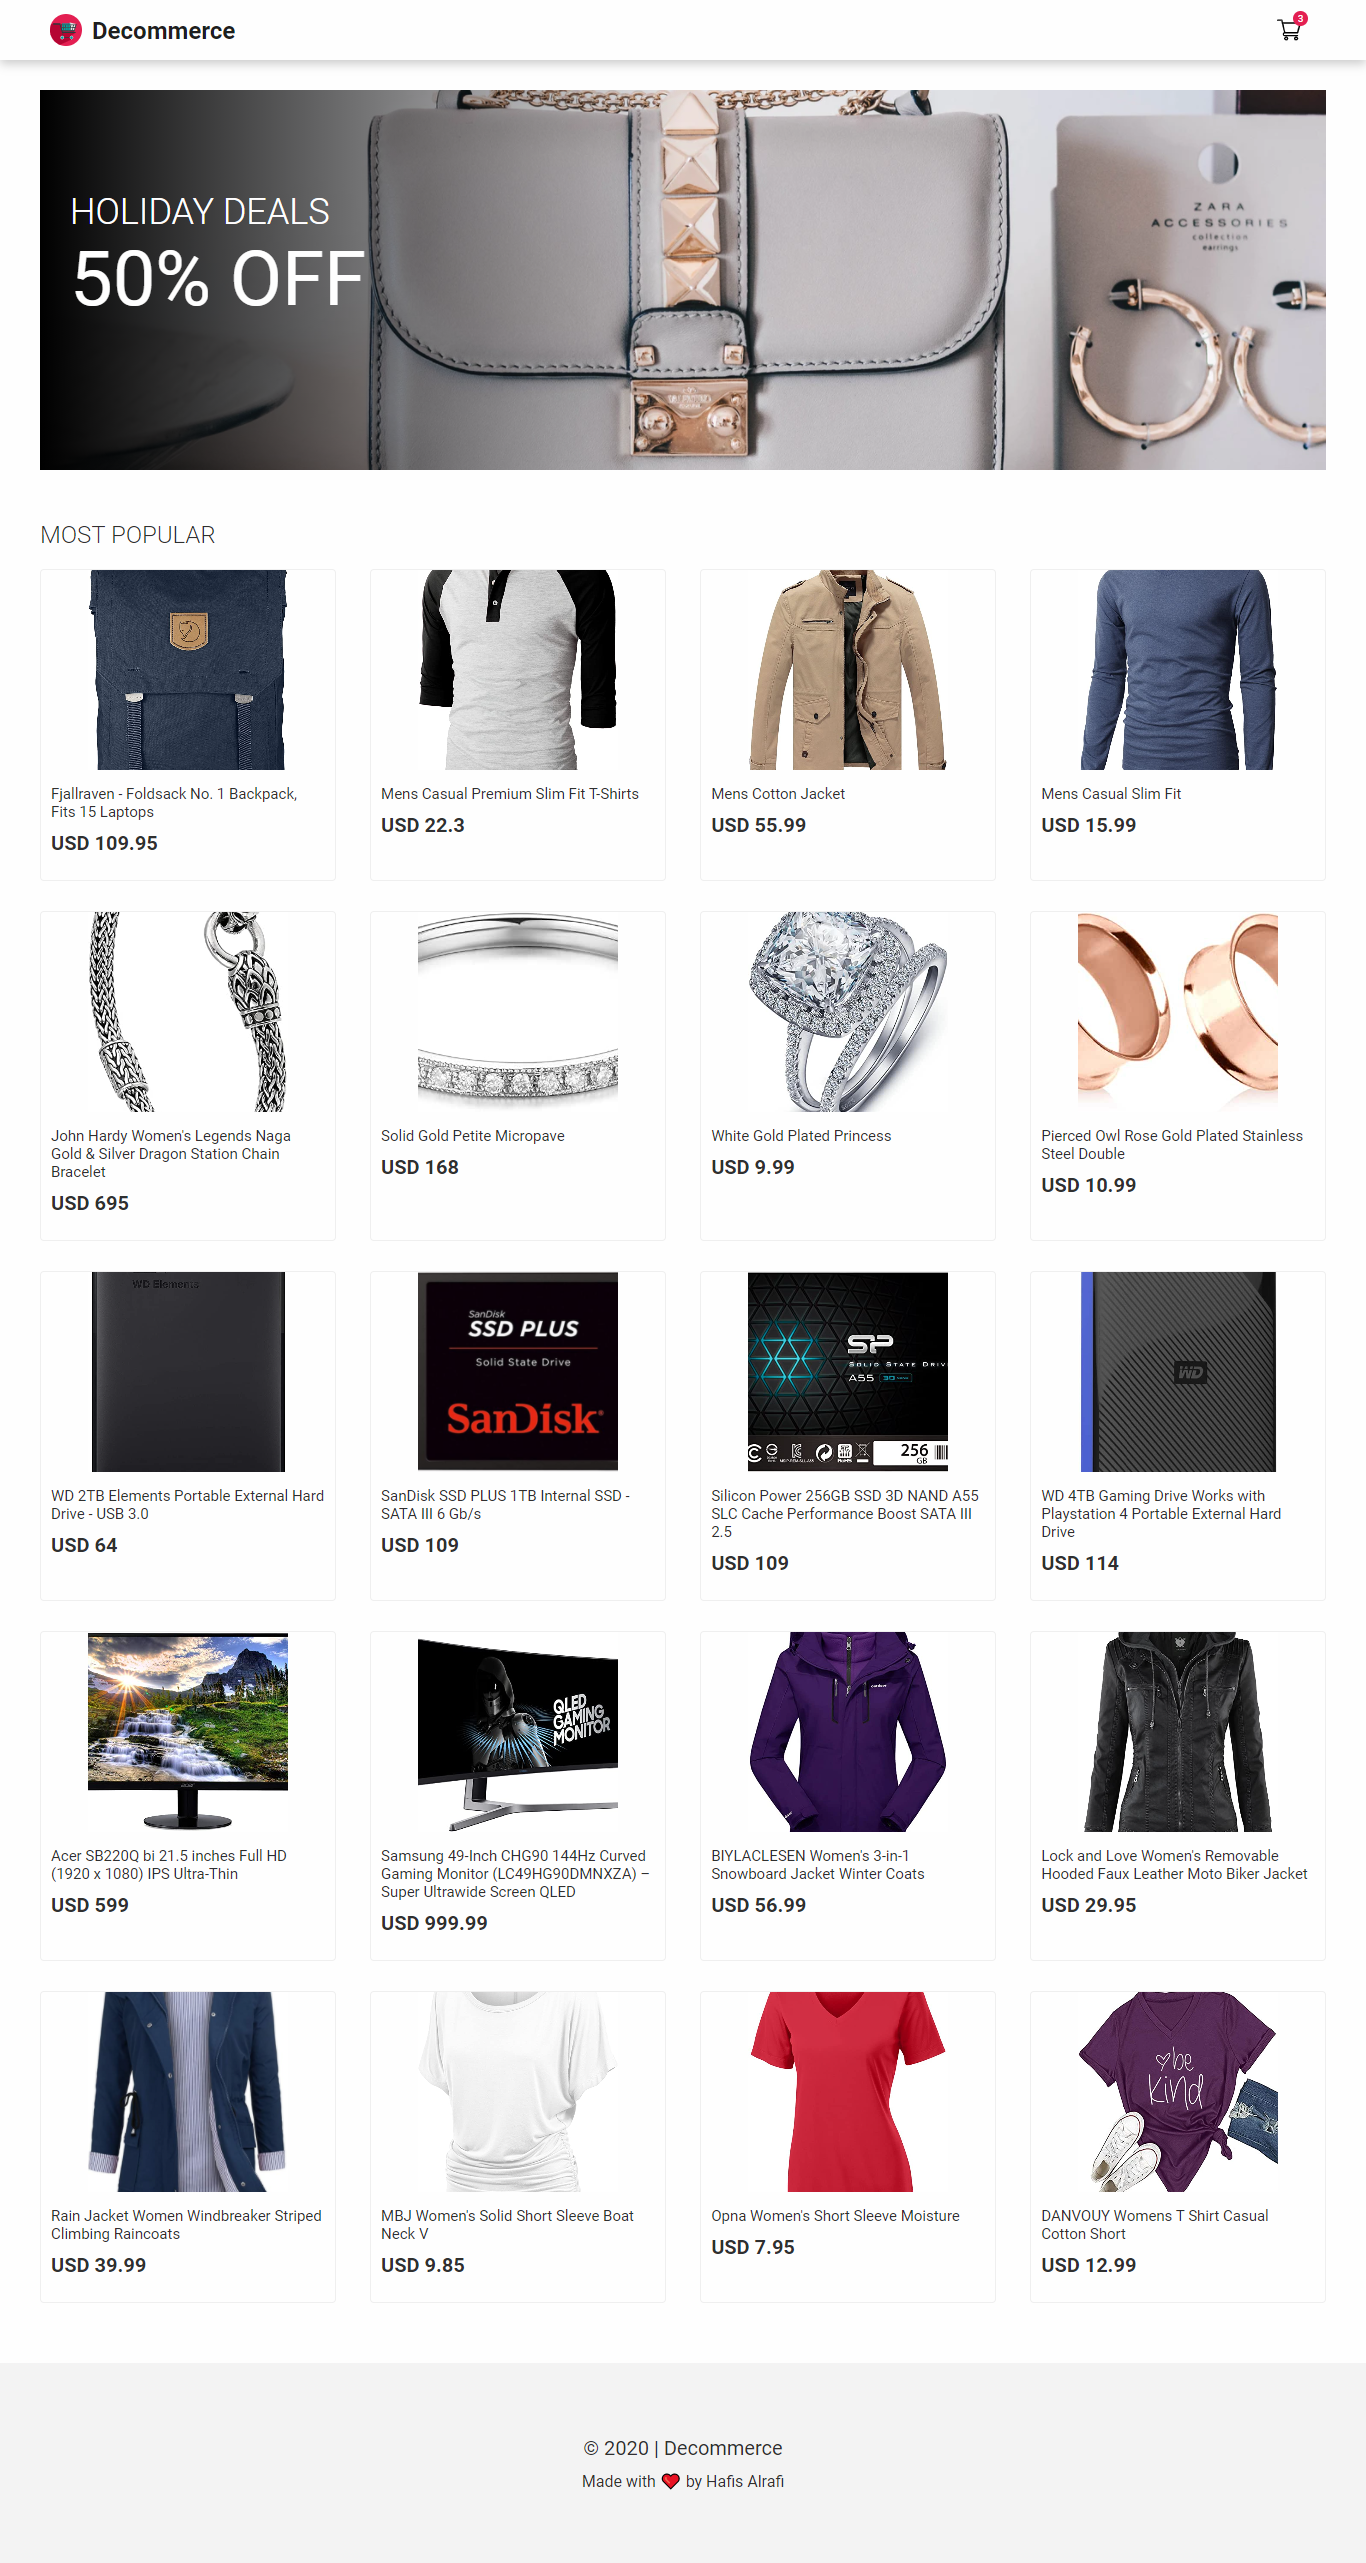 Decommerce
3
HOLIDAY DEALS
50% OFF
ZARA
ACCESSORIES
collection
earrings
MOST POPULAR
Fjallraven - Foldsack No. 1 Backpack,
Fits 15 Laptops
USD 109.95
Mens Casual Premium Slim Fit T-Shirts
USD 22.3
Mens Cotton Jacket
USD 55.99
Mens Casual Slim Fit
USD 15.99
John Hardy Women's Legends Naga
Gold & Silver Dragon Station Chain
Bracelet
USD 695
Solid Gold Petite Micropave
USD 168
White Gold Plated Princess
USD 9.99
Pierced Owl Rose Gold Plated Stainless
Steel Double
USD 10.99
WD Elements
WD 2TB Elements Portable External Hard
Drive - USB 3.0
USD 64
SanDisk
SSD PLUS
Solid State Drive
SanDisk
SanDisk SSD PLUS 1TB Internal SSD -
SATA III 6 Gb/s
USD 109
SP
SOLID STATE DRIV
A55
256
GB
Silicon Power 256GB SSD 3D NAND A55
SLC Cache Performance Boost SATA III
2.5
USD 109
WD
WD 4TB Gaming Drive Works with
Playstation 4 Portable External Hard
Drive
USD 114
acer
Acer SB220Q bi 21.5 inches Full HD
(1920 x 1080) IPS Ultra-Thin
USD 599
QLED
GAMING
MONITOR
Samsung 49-Inch CHG90 144Hz Curved
Gaming Monitor (LC49HG90DMNXZA) –
Super Ultrawide Screen QLED
USD 999.99
BIYLACLESEN Women's 3-in-1
Snowboard Jacket Winter Coats
USD 56.99
Lock and Love Women's Removable
Hooded Faux Leather Moto Biker Jacket
USD 29.95
Rain Jacket Women Windbreaker Striped
Climbing Raincoats
USD 39.99
MBJ Women's Solid Short Sleeve Boat
Neck V
USD 9.85
Opna Women's Short Sleeve Moisture
USD 7.95
be
kind
DANVOUY Womens T Shirt Casual
Cotton Short
USD 12.99
© 2020 | Decommerce
Made with ❤️ by Hafis Alrafi